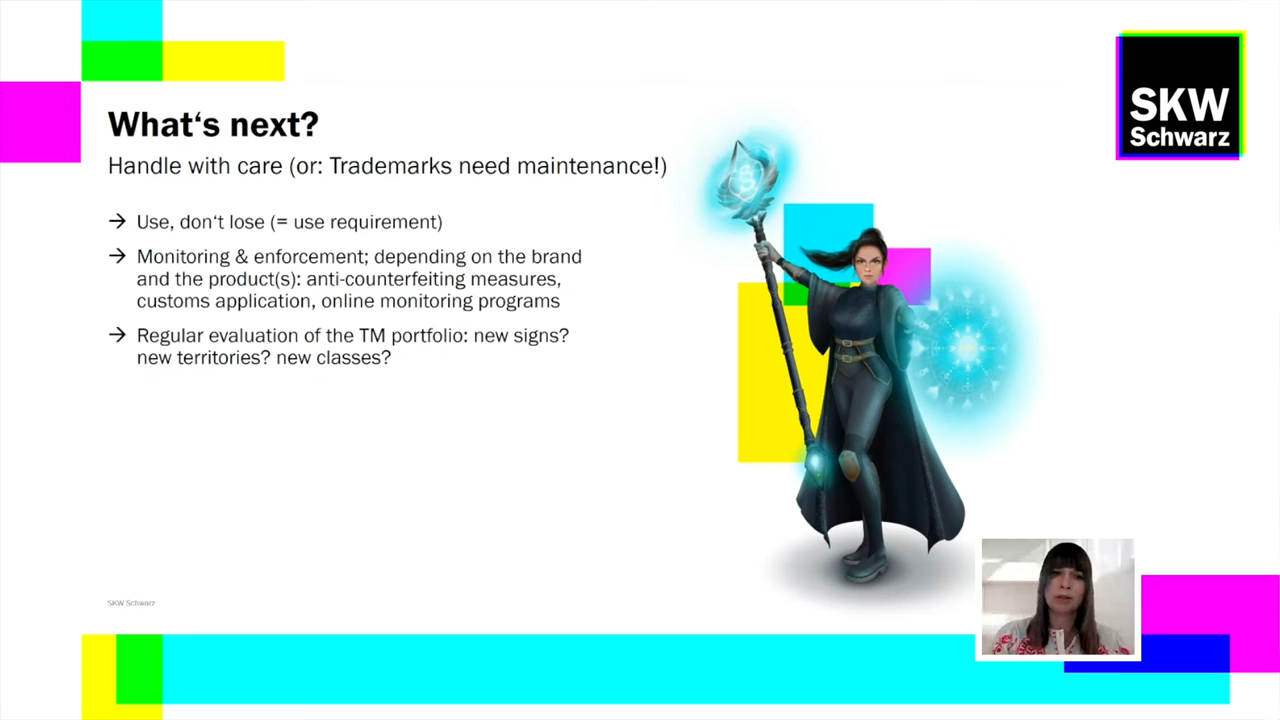 SKW
Schwarz
What‘s next?
Handle with care (or: Trademarks need maintenance!)
→ Use, don‘t lose (= use requirement)
→ Monitoring & enforcement; depending on the brand
and the product(s): anti-counterfeiting measures,
customs application, online monitoring programs
→ Regular evaluation of the TM portfolio: new signs?
new territories? new classes?
SKW Schwarz